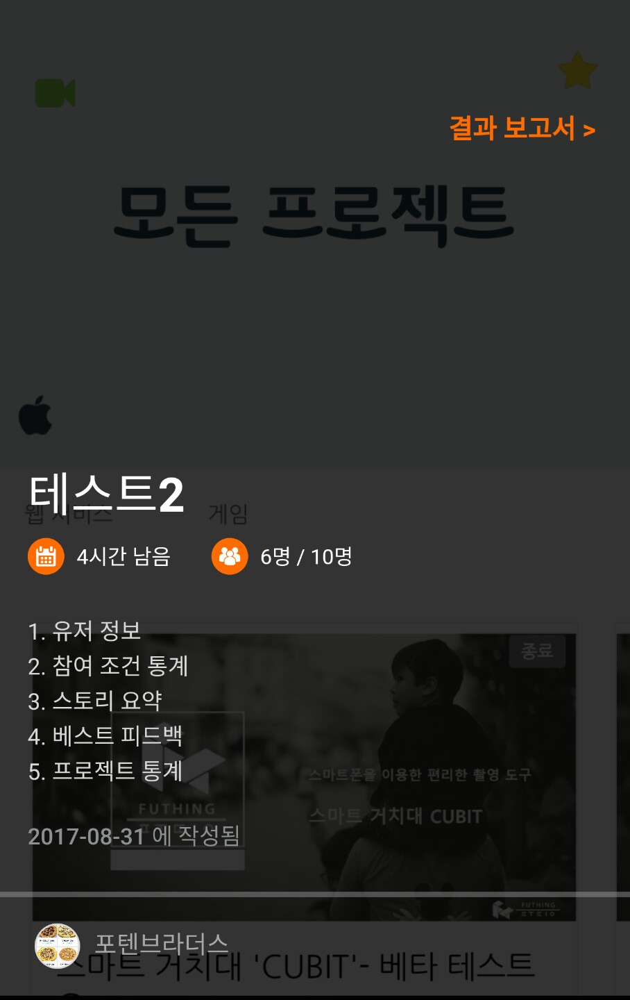 결과 보고서 >
모든 프로젝트
테스트2
웹 서비스 게임
4시간 남음 6명 / 10명
1. 유저 정보
2. 참여 조건 통계
3. 스토리 요약
4. 베스트 피드백
5. 프로젝트 통계
종료
스마트폰을 이용한 편리한 촬영 도구
스마트 거치대 CUBIT
FUTHING
2017-08-31 에 작성됨
FUTHING
포텐브라더스
스마트 거치대 'CUBIT'- 베타 테스트